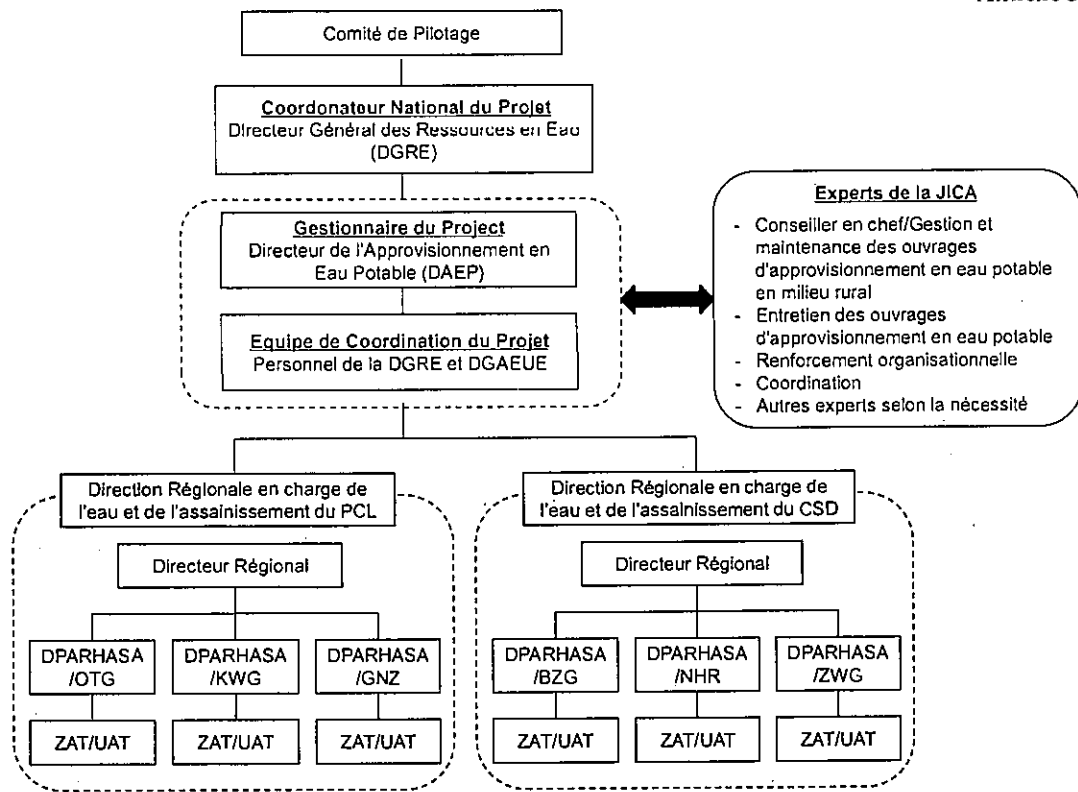 Comité de Pilotage
Coordonateur National du Projet
Directeur Général des Ressources en Eau
(DGRE)
Gestionnaire du Project
Directeur de l'Approvisionnement en
Eau Potable (DAEP)
Equipe de Coordination du Projet
Personnel de la DGRE et DGAEUE
Experts de la JICA
- Conseiller en chef/Gestion et
maintenance des ouvrages
d'approvisionnement en eau potable
en milieu rural
- Entretien des ouvrages
d'approvisionnement en eau potable
- Renforcement organisationnelle
- Coordination
- Autres experts selon la nécessité
Direction Régionale en charge de
l'eau et de l'assainissement du PCL
Directeur Régional
DPARHASA
/OTG
DPARHASA
/KWG
DPARHASA
/GNZ
ZAT/UAT
ZAT/UAT
ZAT/UAT
Direction Régionale en charge de
l'eau et de l'assainissement du CSD
Directeur Régional
DPARHASA
/BZG
DPARHASA
/NHR
DPARHASA
/ZWG
ZAT/UAT
ZAT/UAT
ZAT/UAT